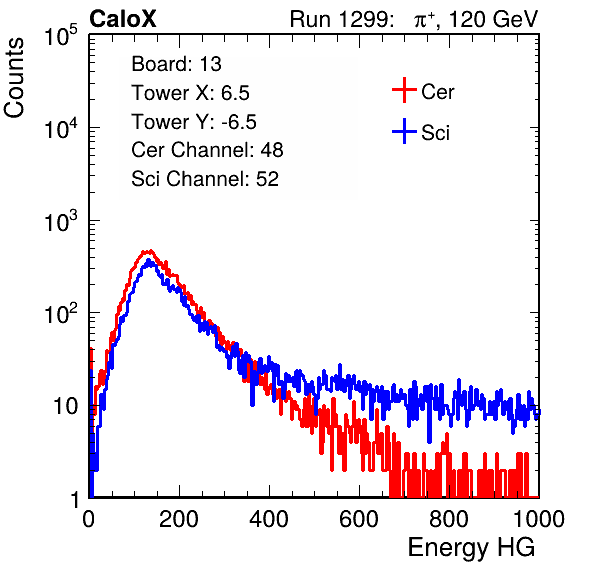 CaloX Run 1299: π⁺, 120 GeV
Counts
Board: 13
Tower X: 6.5
Tower Y: -6.5
Cer Channel: 48
Sci Channel: 52
Cer
Sci
10⁵
10⁴
10³
10²
10
1
0 200 400 600 800 1000
Energy HG